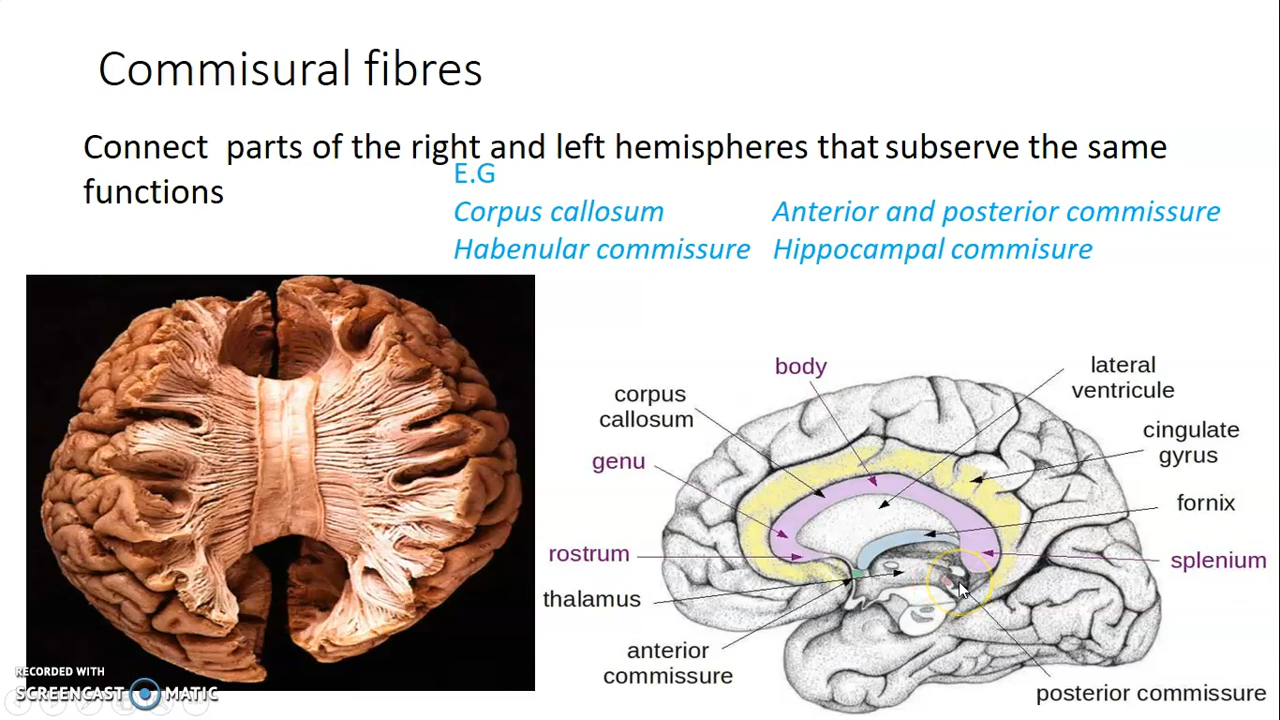 Commisural fibres
Connect parts of the right and left hemispheres that subserve the same
functions
E.G
Corpus callosum Anterior and posterior commissure
Habenular commissure Hippocampal commisure
body
lateral
ventricule
corpus
callosum
cingulate
gyrus
genu
fornix
rostrum
splenium
thalamus
anterior
commissure
posterior commissure
RECORDED WITH
SCREENCAST MATIC